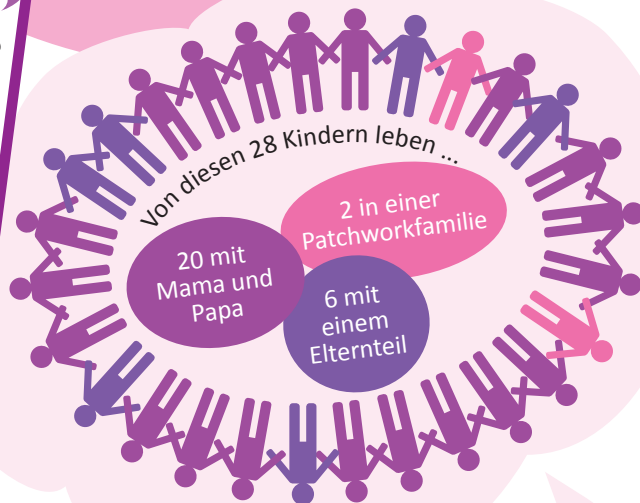 Von diesen 28 Kindern leben ...
2 in einer
Patchworkfamilie
20 mit
Mama und
Papa
6 mit
einem
Elternteil